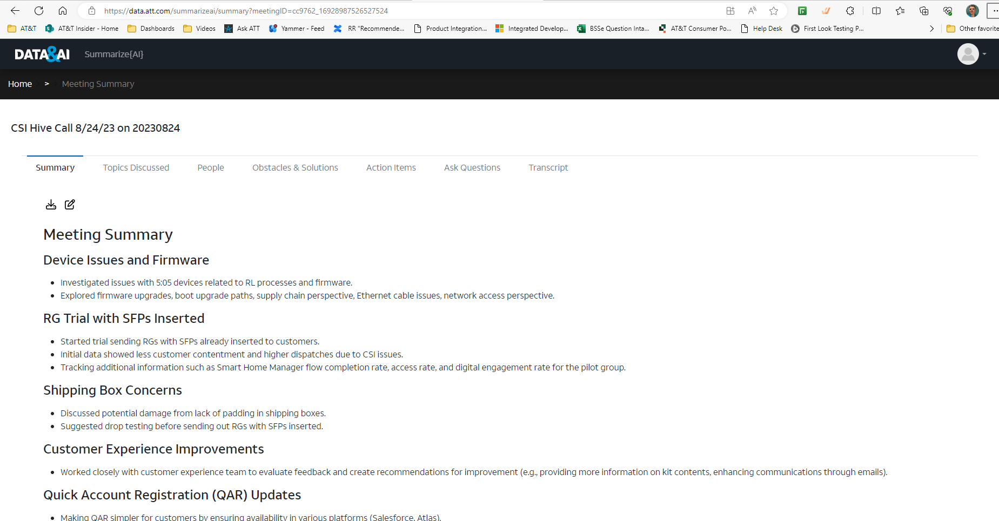 https://data.att.com/summarizeai/summary?meetingID=cc9762_16928987526527524
AT&T AT&T Insider - Home Dashboards Videos Ask ATT Yammer - Feed RR "Recommende... Product Integration... Integrated Develop... BSSe Question Inta... AT&T Consumer Po... Help Desk First Look Testing P... Other favorite
DATA&AI Summarize{AI}
Home > Meeting Summary
CSI Hive Call 8/24/23 on 20230824
Summary Topics Discussed People Obstacles & Solutions Action Items Ask Questions Transcript
Meeting Summary
Device Issues and Firmware
• Investigated issues with 5:05 devices related to RL processes and firmware.
• Explored firmware upgrades, boot upgrade paths, supply chain perspective, Ethernet cable issues, network access perspective.
RG Trial with SFPs Inserted
• Started trial sending RGs with SFPs already inserted to customers.
• Initial data showed less customer contentment and higher dispatches due to CSI issues.
• Tracking additional information such as Smart Home Manager flow completion rate, access rate, and digital engagement rate for the pilot group.
Shipping Box Concerns
• Discussed potential damage from lack of padding in shipping boxes.
• Suggested drop testing before sending out RGs with SFPs inserted.
Customer Experience Improvements
• Worked closely with customer experience team to evaluate feedback and create recommendations for improvement (e.g., providing more information on kit contents, enhancing communications through emails).
Quick Account Registration (QAR) Updates
• Making QAR simpler for customers by ensuring availability in various platforms (Salesforce, Atlas).